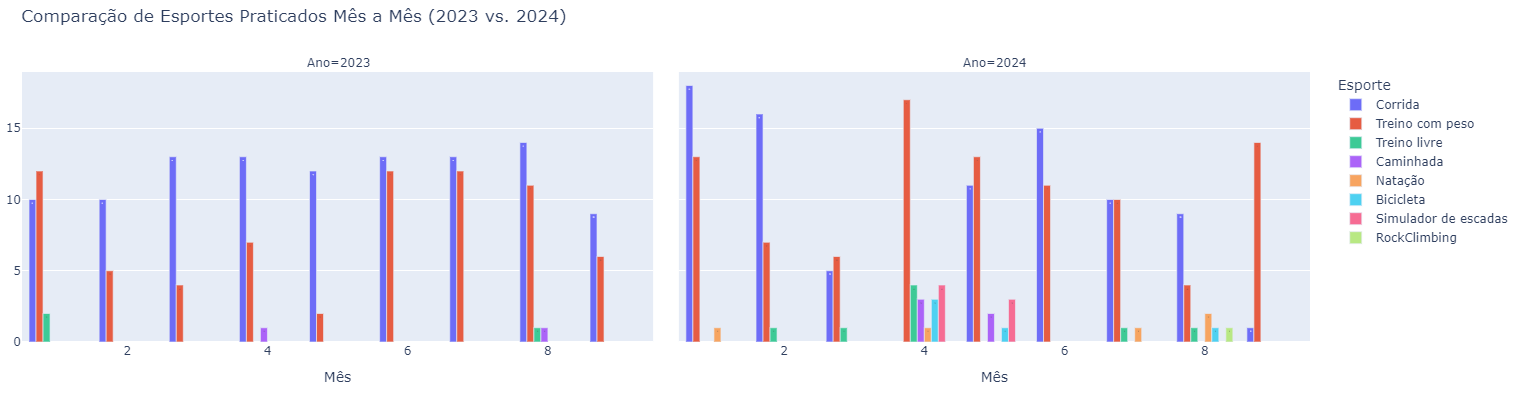 Comparação de Esportes Praticados Mês a Mês (2023 vs. 2024)
Ano=2023
Ano=2024
Esporte
Corrida
Treino com peso
Treino livre
Caminhada
Natação
Bicicleta
Simulador de escadas
RockClimbing
15
10
5
0
2 4 6 8
2 4 6 8
Mês
Mês